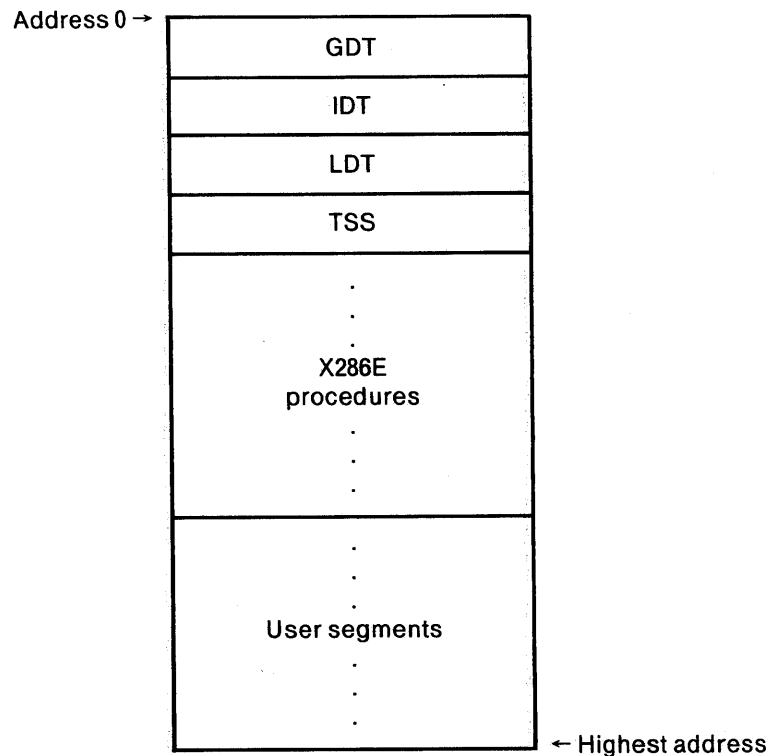 Address 0 →
GDT
IDT
LDT
TSS
X286E
procedures
User segments
← Highest address